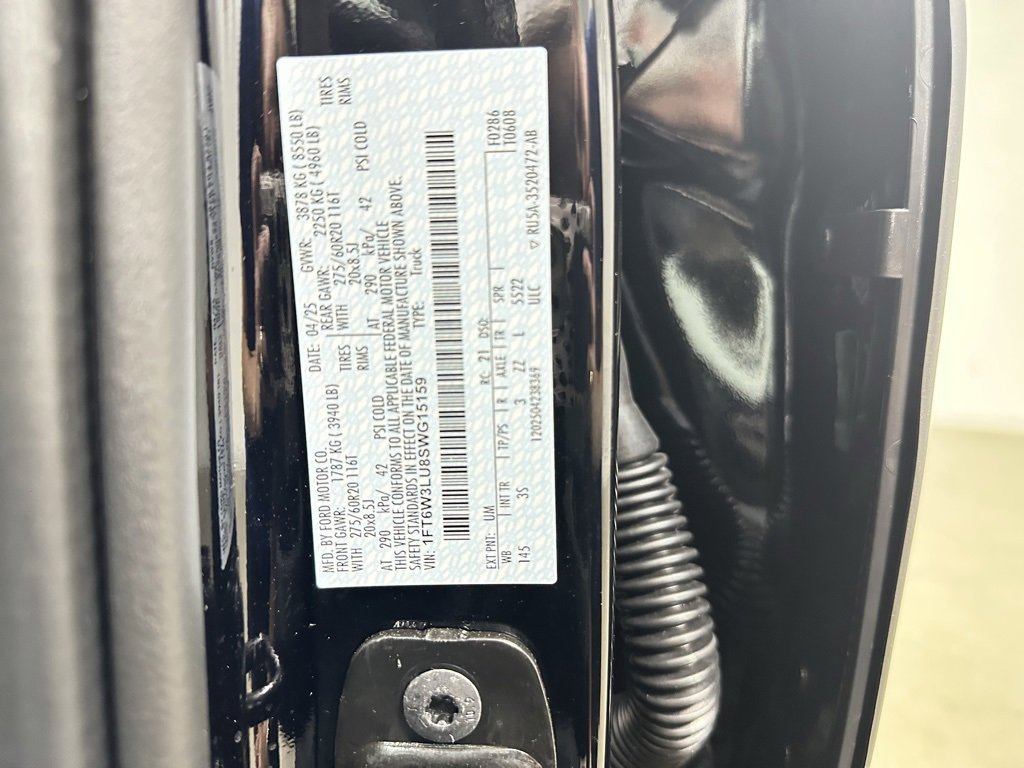 MFD. BY FORD MOTOR CO.
DATE: 04/25 GVWR: 3878 KG ( 8550 LB)
FRONT GAWR: 1787 KG ( 3940 LB) REAR GAWR: 2250 KG ( 4960 LB)
WITH 275/60R20 116T TIRES WITH 275/60R20 116T TIRES
20x8.5J RIMS 20x8.5J RIMS
AT 290 kPa/ 42 PSI COLD AT 290 kPa/ 42 PSI COLD
THIS VEHICLE CONFORMS TO ALL APPLICABLE FEDERAL MOTOR VEHICLE
SAFETY STANDARDS IN EFFECT ON THE DATE OF MANUFACTURE SHOWN ABOVE.
VIN: 1FT6W3LU8SWG15159 TYPE: Truck
F0286
T0608
EXT PNT: UM RC: 21 DSO:
WB INT TR TP/PS R AXLE TR SPR
145 3S 3 ZZ L 5522
ULC
120250423B369 ▽ RU5A-3520472-AB